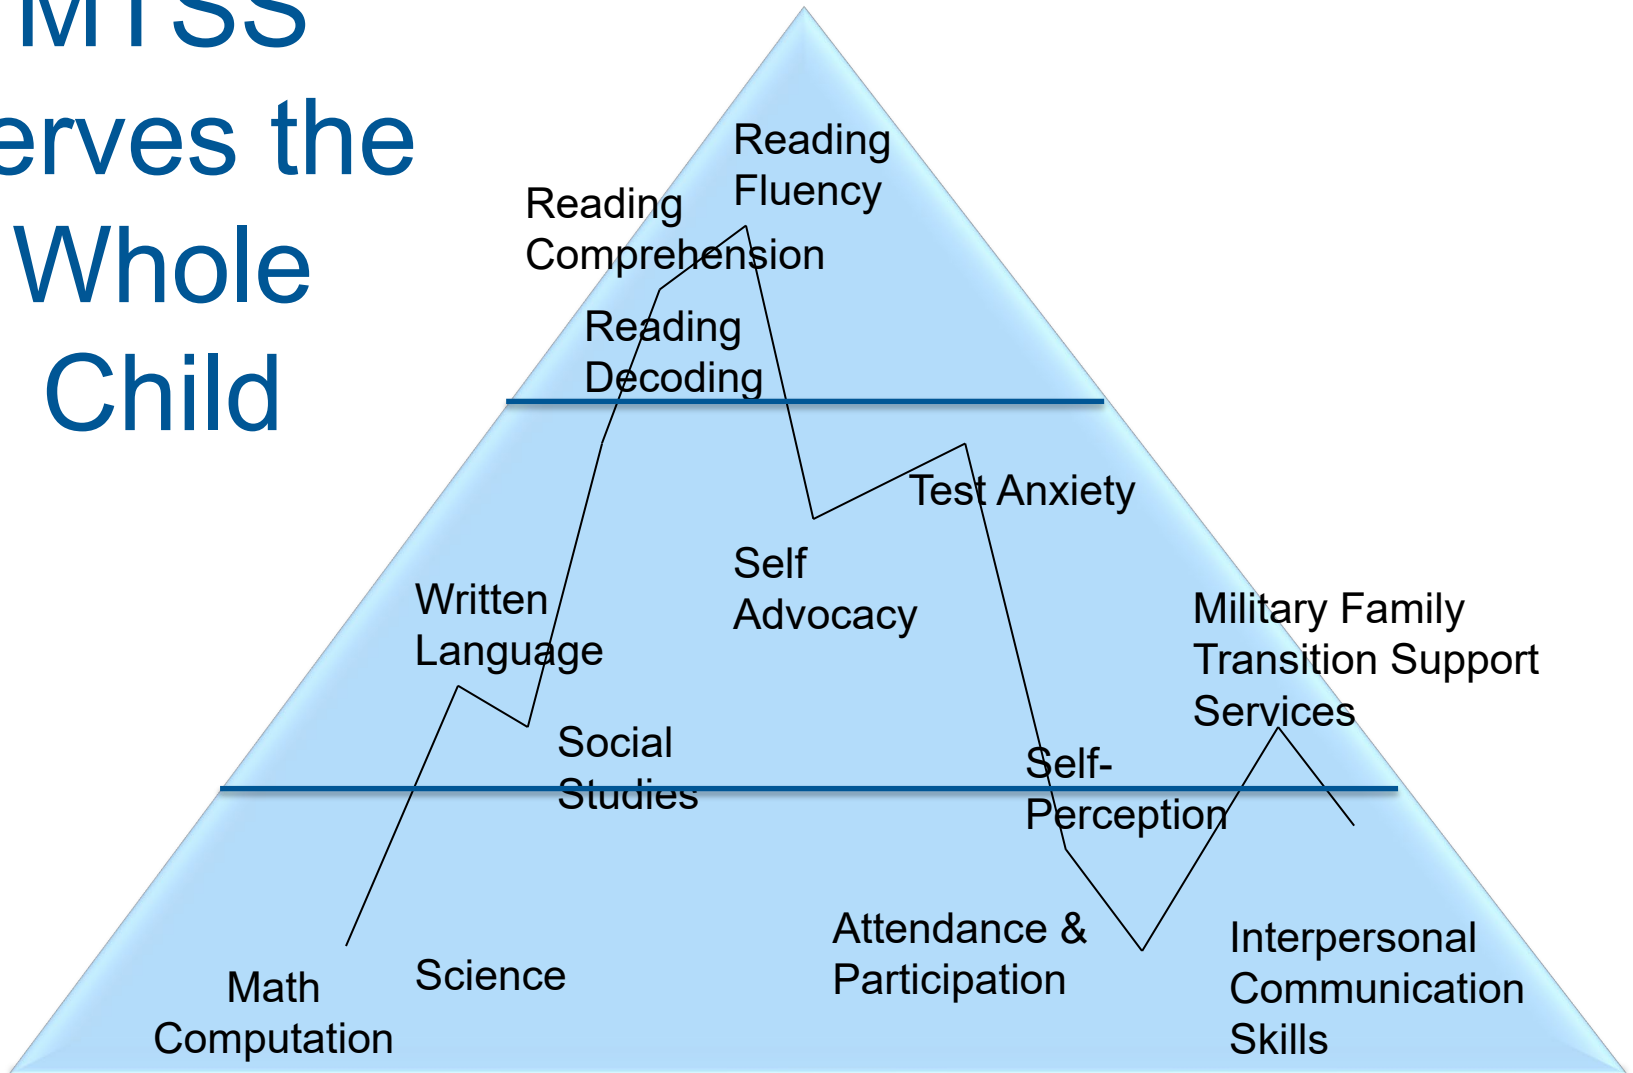 MTSS
erves the
Whole
Child
Reading
Fluency
Reading
Comprehension
Reading
Decoding
Test Anxiety
Self
Advocacy
Written
Language
Military Family
Transition Support
Services
Social
Studies
Self-
Perception
Attendance &
Participation
Interpersonal
Communication
Skills
Science
Math
Computation